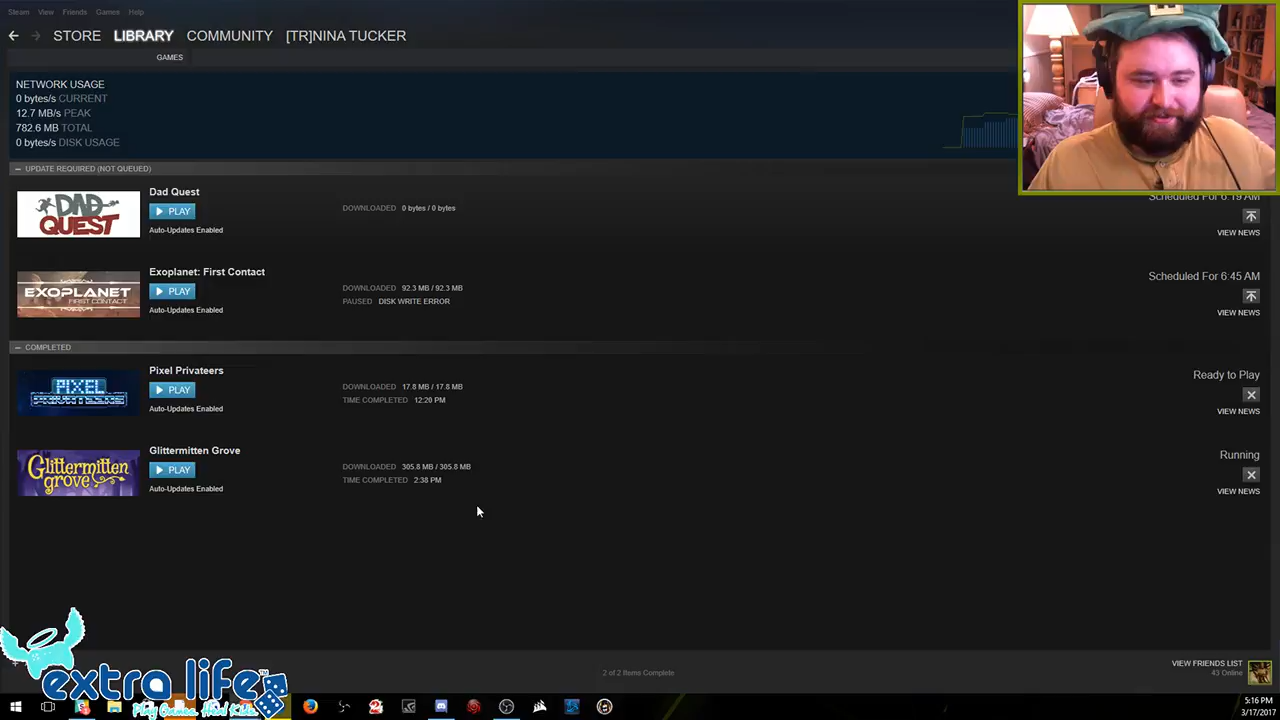 Steam View Friends Games Help
STORE LIBRARY COMMUNITY [TR]NINA TUCKER
GAMES
NETWORK USAGE
0 bytes/s CURRENT
12.7 MB/s PEAK
782.6 MB TOTAL
0 bytes/s DISK USAGE
UPDATE REQUIRED (NOT QUEUED)
DAD QUEST
Dad Quest
PLAY
Auto-Updates Enabled
DOWNLOADED 0 bytes / 0 bytes
Scheduled For 6:19 AM
VIEW NEWS
EXOPLANET
FIRST CONTACT
Exoplanet: First Contact
PLAY
Auto-Updates Enabled
DOWNLOADED 92.3 MB / 92.3 MB
PAUSED DISK WRITE ERROR
Scheduled For 6:45 AM
VIEW NEWS
COMPLETED
PIXEL PRIVATEERS
Pixel Privateers
PLAY
Auto-Updates Enabled
DOWNLOADED 17.8 MB / 17.8 MB
TIME COMPLETED 12:20 PM
Ready to Play
VIEW NEWS
Glittermitten grove
Glittermitten Grove
PLAY
Auto-Updates Enabled
DOWNLOADED 305.8 MB / 305.8 MB
TIME COMPLETED 2:38 PM
Running
VIEW NEWS
2 of 2 Items Complete
VIEW FRIENDS LIST
43 Online
extra life
Play Games. Heal Kids.
5:16 PM
3/17/2017